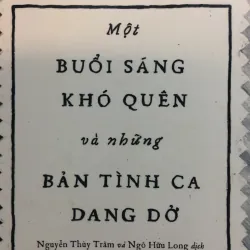 Một
BUỔI SÁNG
KHÓ QUÊN
và những
BẢN TÌNH CA
DANG DỞ
Nguyễn Thúy Trâm và Ngô Hữu Long dịch